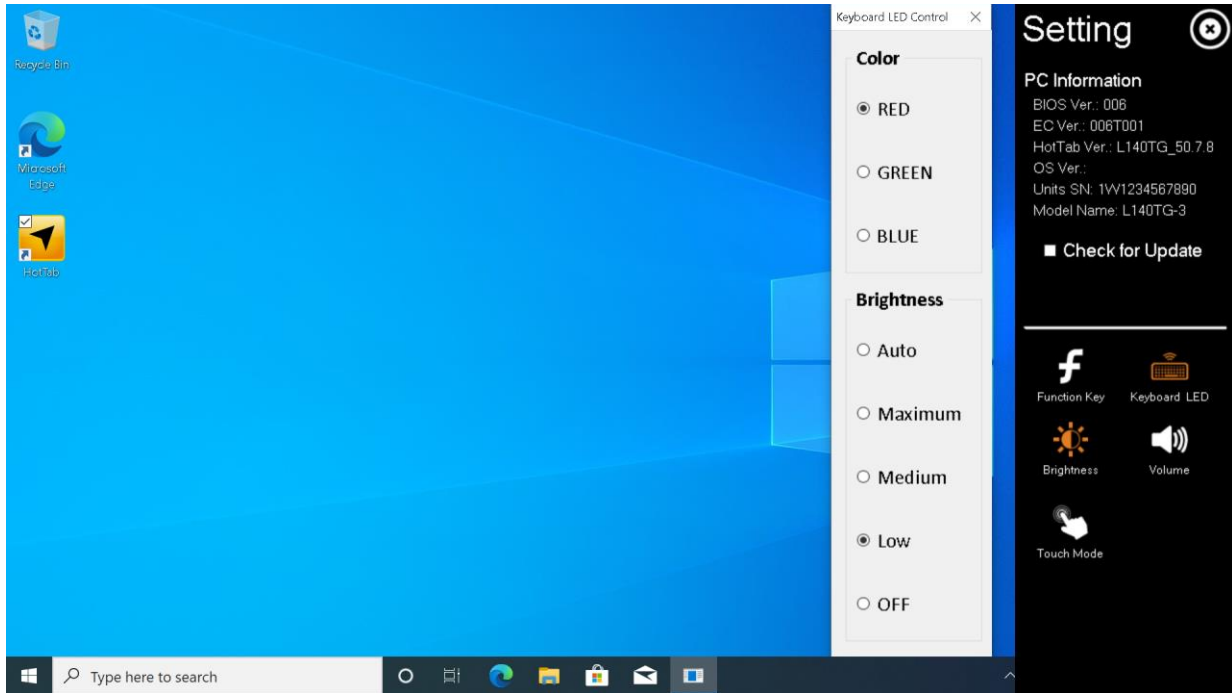 Recycle Bin
Microsoft
Edge
HotTab
Keyboard LED Control
Color
RED
GREEN
BLUE
Brightness
Auto
Maximum
Medium
Low
OFF
Setting
PC Information
BIOS Ver.: 006
EC Ver.: 006T001
HotTab Ver.: L140TG_50.7.8
OS Ver.:
Units SN: 1W1234567890
Model Name: L140TG-3
Check for Update
Function Key
Keyboard LED
Brightness
Volume
Touch Mode
Type here to search